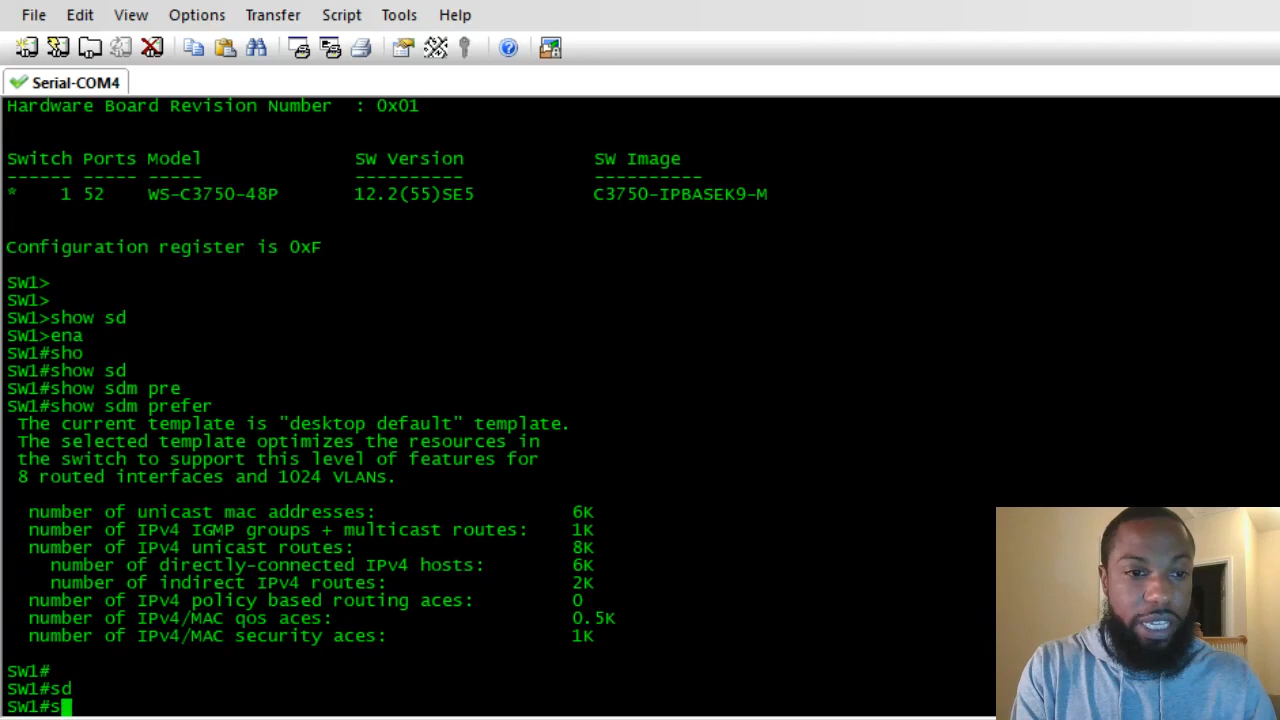 File Edit View Options Transfer Script Tools Help
Serial-COM4
Hardware Board Revision Number : 0x01
Switch Ports Model SW Version SW Image
------ ----- ----- ---------- ----------
* 1 52 WS-C3750-48P 12.2(55)SE5 C3750-IPBASEK9-M
Configuration register is 0xF
SW1>
SW1>
SW1>show sd
SW1>ena
SW1#sho
SW1#show sd
SW1#show sdm pre
SW1#show sdm prefer
The current template is "desktop default" template.
The selected template optimizes the resources in
the switch to support this level of features for
8 routed interfaces and 1024 VLANs.
number of unicast mac addresses: 6K
number of IPv4 IGMP groups + multicast routes: 1K
number of IPv4 unicast routes: 8K
number of directly-connected IPv4 hosts: 6K
number of indirect IPv4 routes: 2K
number of IPv4 policy based routing aces: 0
number of IPv4/MAC qos aces: 0.5K
number of IPv4/MAC security aces: 1K
SW1#
SW1#sd
SW1#s